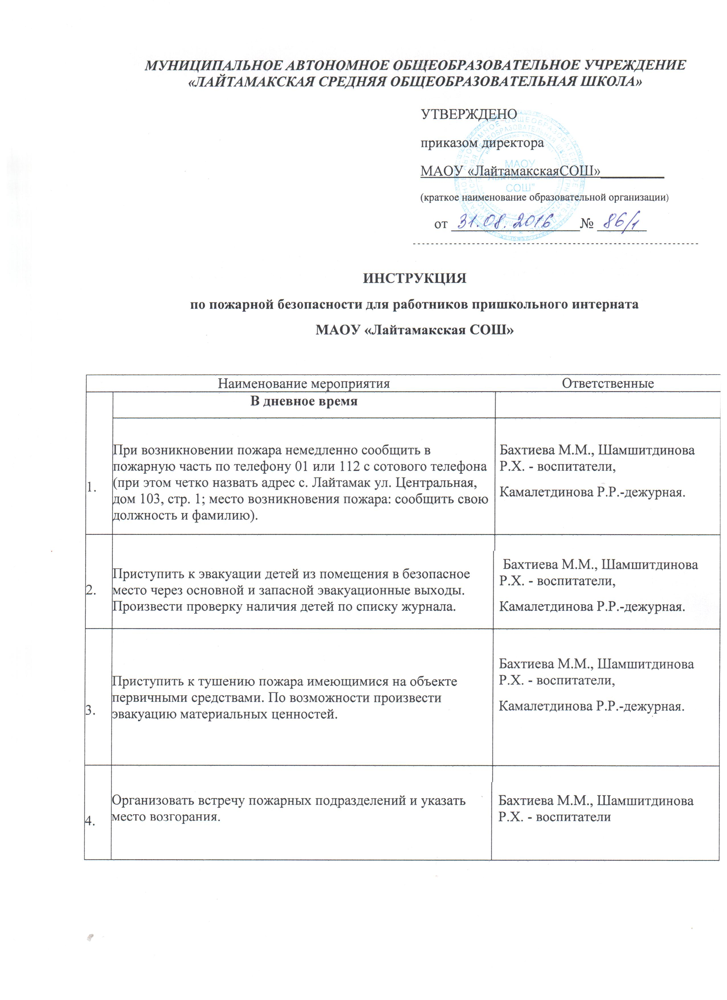 МУНИЦИПАЛЬНОЕ АВТОНОМНОЕ ОБЩЕОБРАЗОВАТЕЛЬНОЕ УЧРЕЖДЕНИЕ
«ЛАЙТАМАКСКАЯ СРЕДНЯЯ ОБЩЕОБРАЗОВАТЕЛЬНАЯ ШКОЛА»
УТВЕРЖДЕНО
приказом директора
МАОУ «ЛайтамакскаяСОШ»
(краткое наименование образовательной организации)
от 31.08.2016 № 86/1
МАОУ
СОШ"
ИНСТРУКЦИЯ
по пожарной безопасности для работников пришкольного интерната
МАОУ «Лайтамакская СОШ»
Наименование мероприятия Ответственные
В дневное время
1.
При возникновении пожара немедленно сообщить в
пожарную часть по телефону 01 или 112 с сотового телефона
(при этом четко назвать адрес с. Лайтамак ул. Центральная,
дом 103, стр. 1; место возникновения пожара: сообщить свою
должность и фамилию).
Бахтиева М.М., Шамшитдинова
Р.Х. - воспитатели,
Камалетдинова Р.Р.-дежурная.
2.
Приступить к эвакуации детей из помещения в безопасное
место через основной и запасной эвакуационные выходы.
Произвести проверку наличия детей по списку журнала.
Бахтиева М.М., Шамшитдинова
Р.Х. - воспитатели,
Камалетдинова Р.Р.-дежурная.
3.
Приступить к тушению пожара имеющимися на объекте
первичными средствами. По возможности произвести
эвакуацию материальных ценностей.
Бахтиева М.М., Шамшитдинова
Р.Х. - воспитатели,
Камалетдинова Р.Р.-дежурная.
4.
Организовать встречу пожарных подразделений и указать
место возгорания.
Бахтиева М.М., Шамшитдинова
Р.Х. - воспитатели